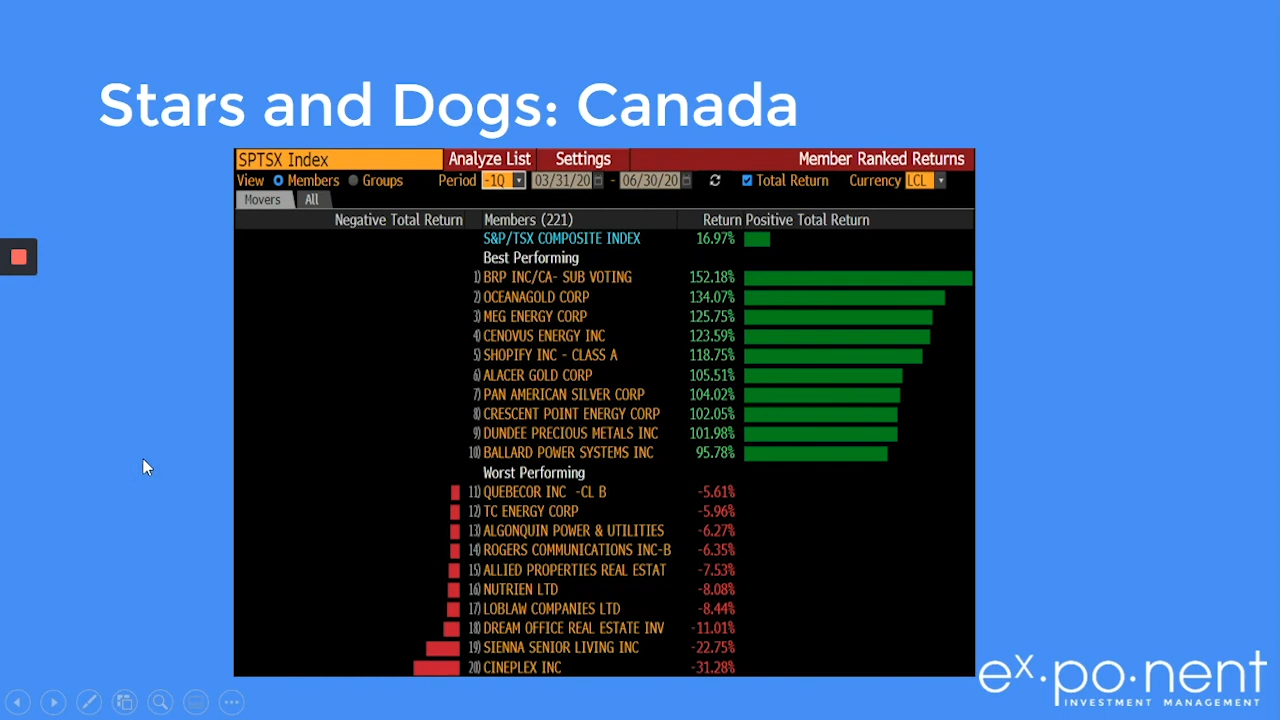 Stars and Dogs: Canada
SPTSX Index Analyze List Settings Member Ranked Returns
View Members Groups Period -1Q 03/31/20 - 06/30/20 Total Return Currency LCL
Movers All
Negative Total Return Members (221) Return Positive Total Return
S&P/TSX COMPOSITE INDEX 16.97%
Best Performing
1) BRP INC/CA- SUB VOTING 152.18%
2) OCEANAGOLD CORP 134.07%
3) MEG ENERGY CORP 125.75%
4) CENOVUS ENERGY INC 123.59%
5) SHOPIFY INC - CLASS A 118.75%
6) ALACER GOLD CORP 105.51%
7) PAN AMERICAN SILVER CORP 104.02%
8) CRESCENT POINT ENERGY CORP 102.05%
9) DUNDEE PRECIOUS METALS INC 101.98%
10) BALLARD POWER SYSTEMS INC 95.78%
Worst Performing
11) QUEBECOR INC -CL B -5.61%
12) TC ENERGY CORP -5.96%
13) ALGONQUIN POWER & UTILITIES -6.27%
14) ROGERS COMMUNICATIONS INC-B -6.35%
15) ALLIED PROPERTIES REAL ESTAT -7.53%
16) NUTRIEN LTD -8.08%
17) LOBLAW COMPANIES LTD -8.44%
18) DREAM OFFICE REAL ESTATE INV -11.01%
19) SIENNA SENIOR LIVING INC -22.75%
20) CINEPLEX INC -31.28%
ex·po·nent
INVESTMENT MANAGEMENT